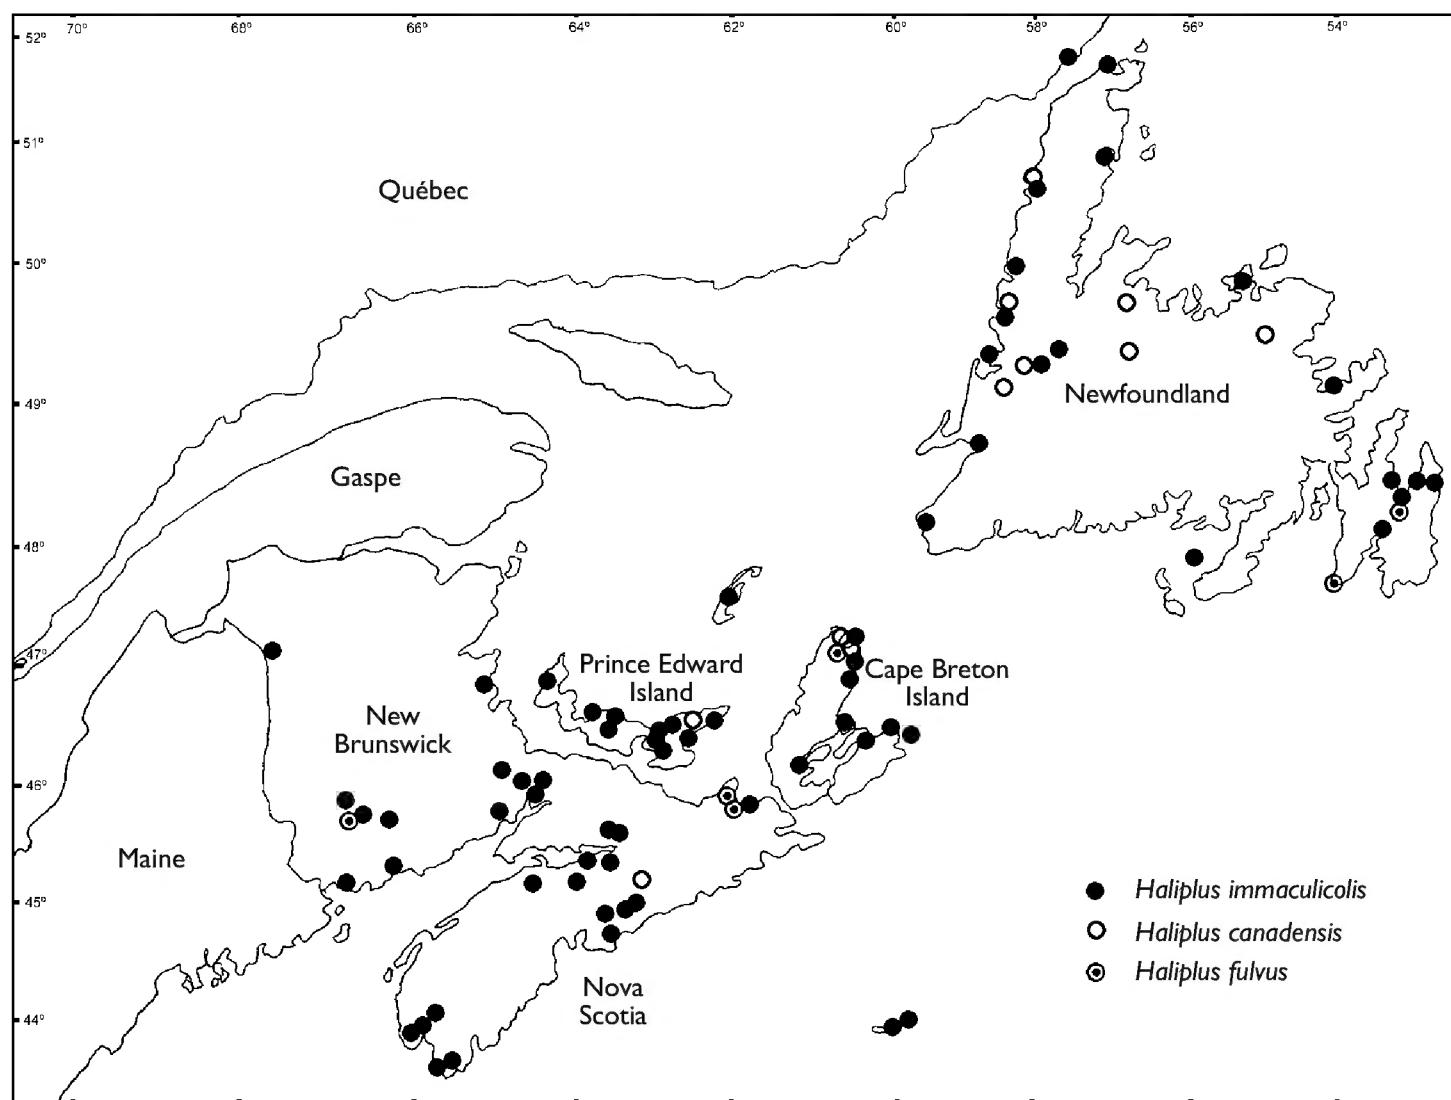 70° 68° 66° 64° 62° 60° 58° 56° 54°
52°
51°
Québec
50°
49°
Newfoundland
Gaspe
48°
47°
Prince Edward
Island
Cape Breton
Island
New
Brunswick
46°
Maine
Haliplus immaculicolis
45°
Haliplus canadensis
Haliplus fulvus
Nova
Scotia
44°